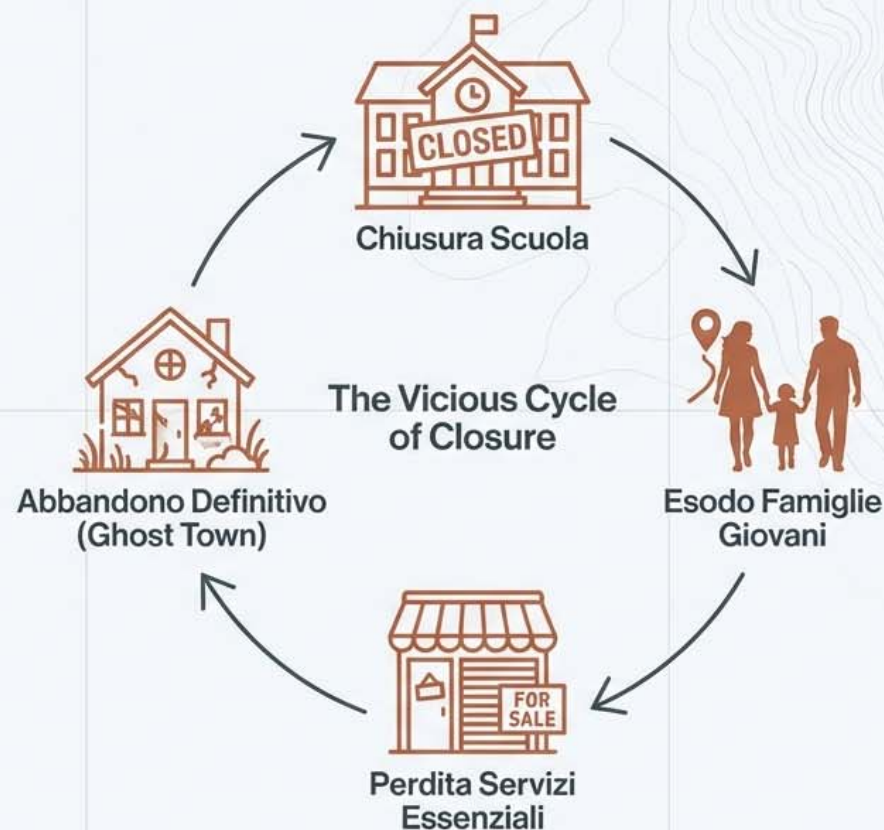 CLOSED
Chiusura Scuola
The Vicious Cycle
of Closure
Esodo Famiglie
Giovani
Abbandono Definitivo
(Ghost Town)
FOR
SALE
Perdita Servizi
Essenziali